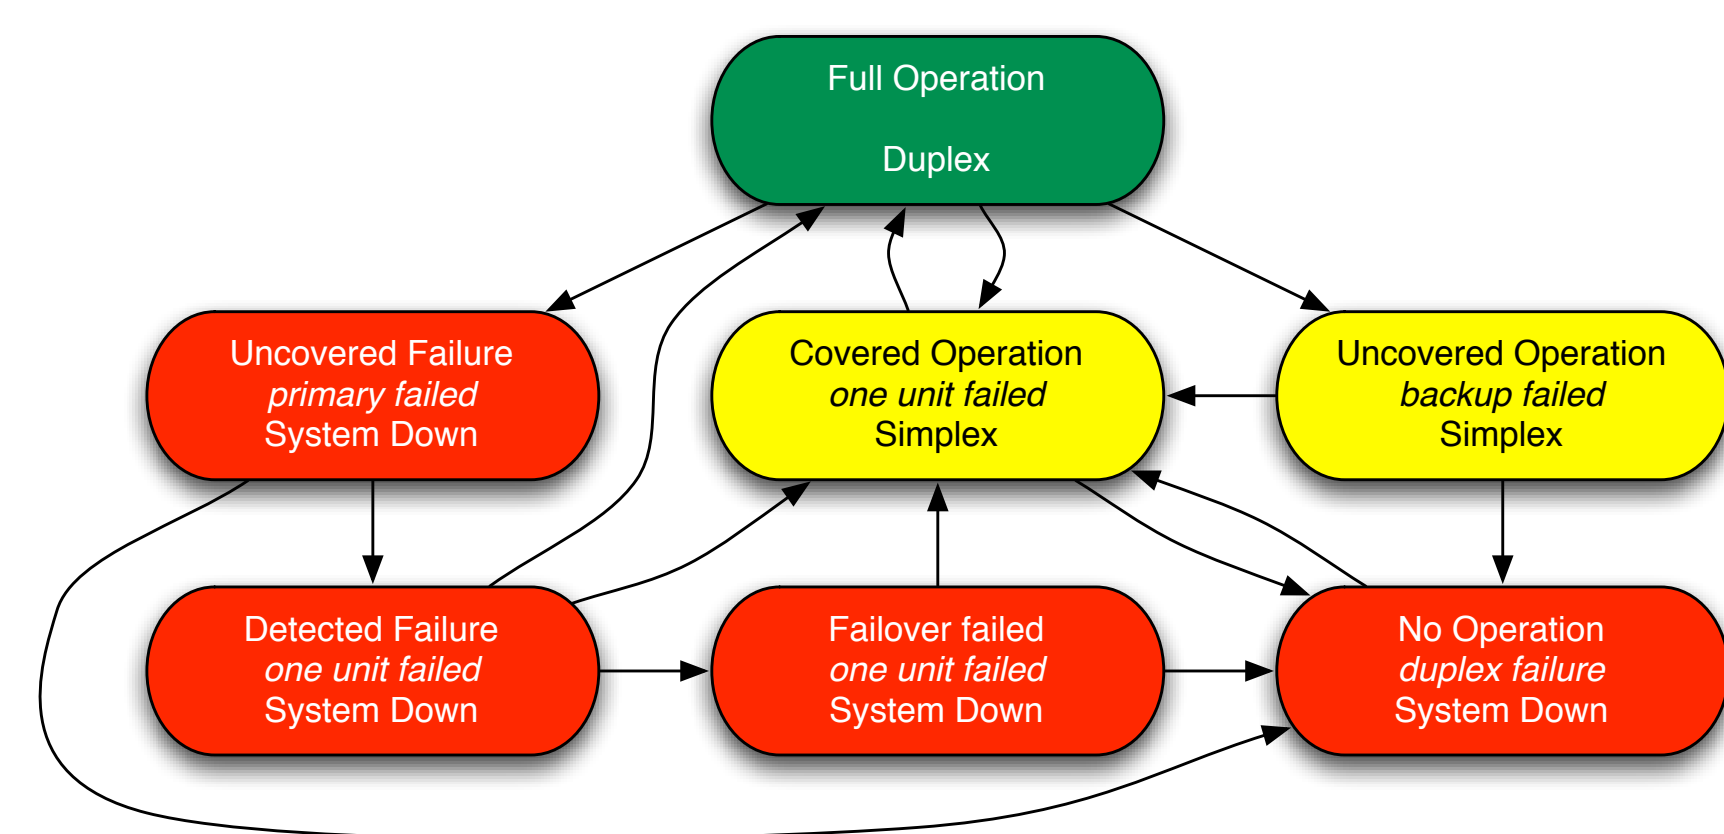 Full Operation
Duplex
Uncovered Failure
primary failed
System Down
Covered Operation
one unit failed
Simplex
Uncovered Operation
backup failed
Simplex
Detected Failure
one unit failed
System Down
Failover failed
one unit failed
System Down
No Operation
duplex failure
System Down